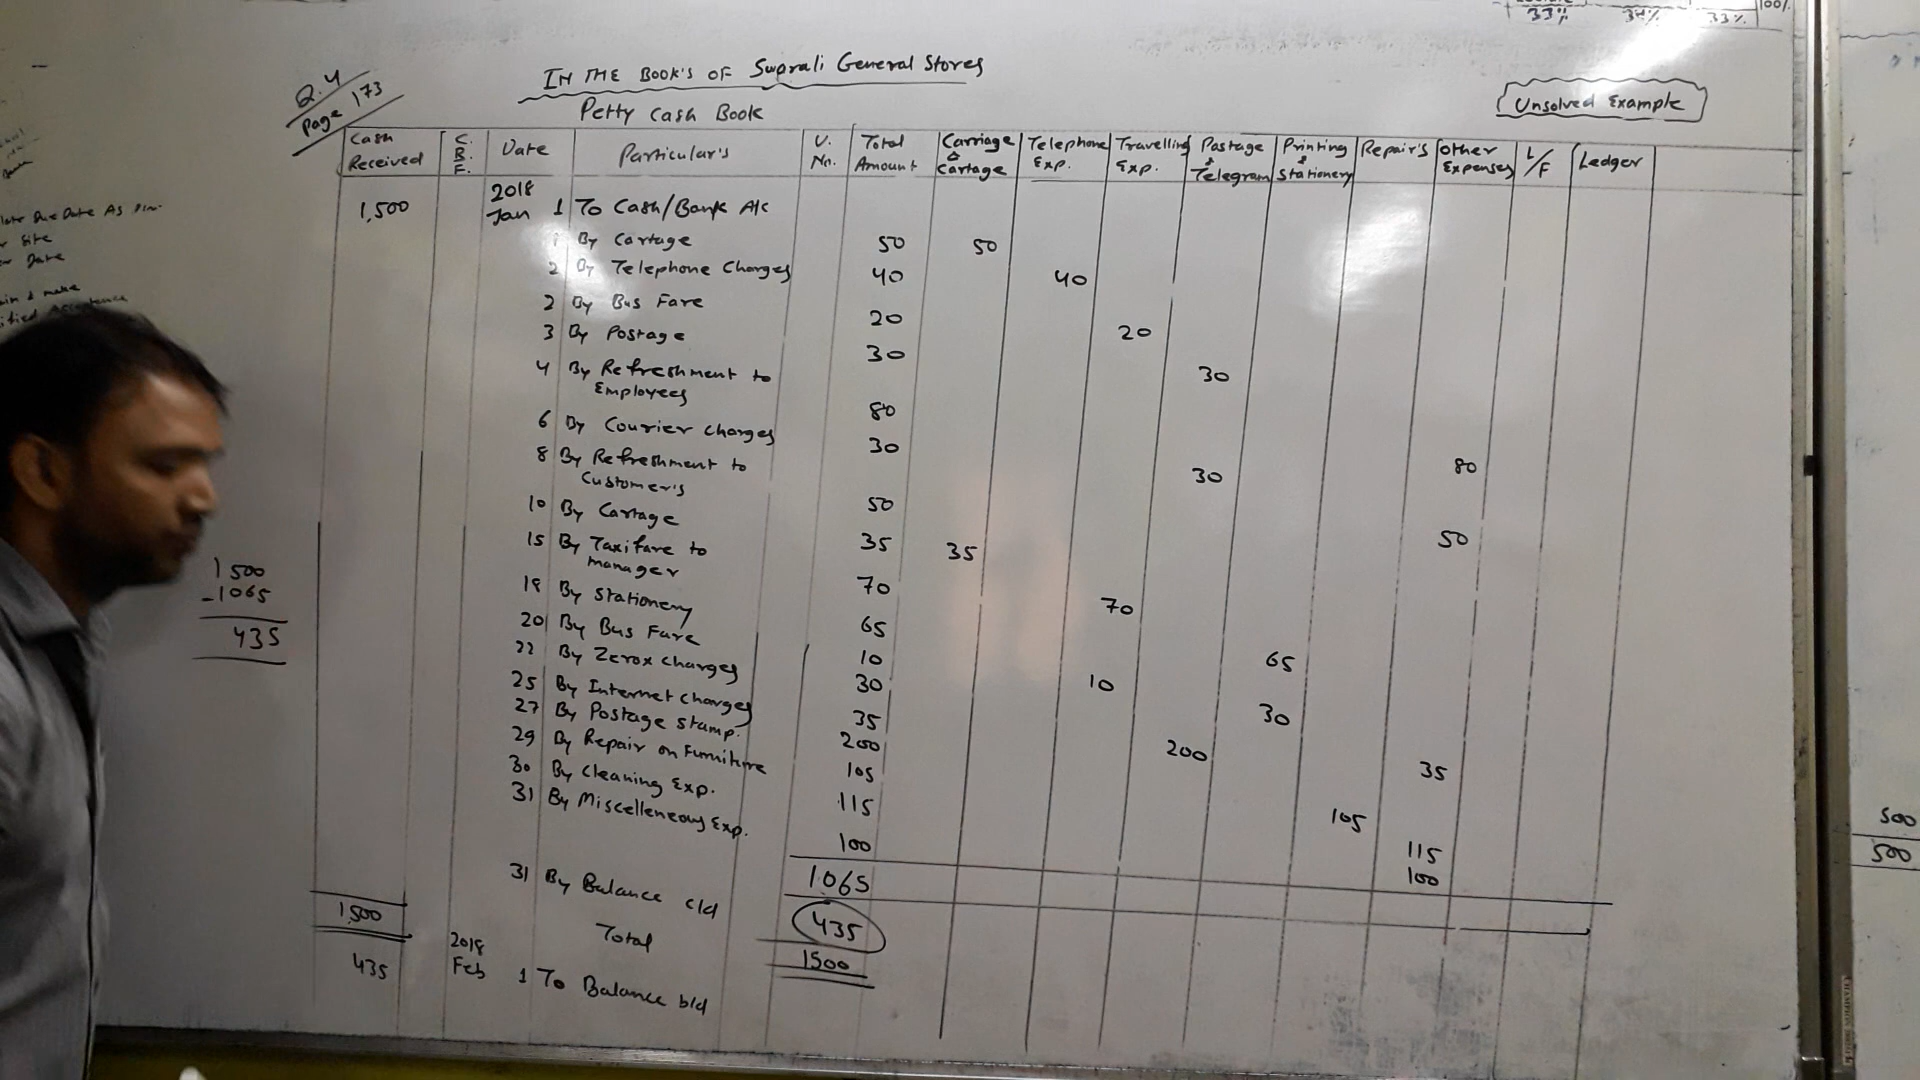 33% 34% 33% 100%
Q.4
Page 173
IN THE BOOK'S OF Suprali General Stores
Petty Cash Book
Unsolved Example
Cash Received C.B.F. Date Particular's V. No. Total Amount Carriage & Cartage Telephone Exp. Travelling Exp. Postage & Telegram Printing & Stationery Repair's Other Expenses L/F Ledger
1,500 2018 Jan 1 To Cash/Bank A/c
1 By Cartage 50 50
2 By Telephone Charges 40 40
2 By Bus Fare 20 20
3 By Postage 30 30
4 By Refreshment to Employees 80 80
6 By Courier charges 30 30
8 By Refreshment to Customer's 50 50
10 By Cartage 35 35
15 By Taxi fare to manager 70 70
18 By Stationery 65 65
20 By Bus Fare 10 10
22 By Zerox charges 30 30
25 By Internet charges 35 35
27 By Postage stamp. 200 200
29 By Repair on Furniture 105 105
30 By Cleaning Exp. 115 115
31 By Miscelleneous Exp. 100 100
1065
31 By Balance c/d 435
1,500 Total 1500
435 2018 Feb 1 To Balance b/d
1500
-1065
435
500
500